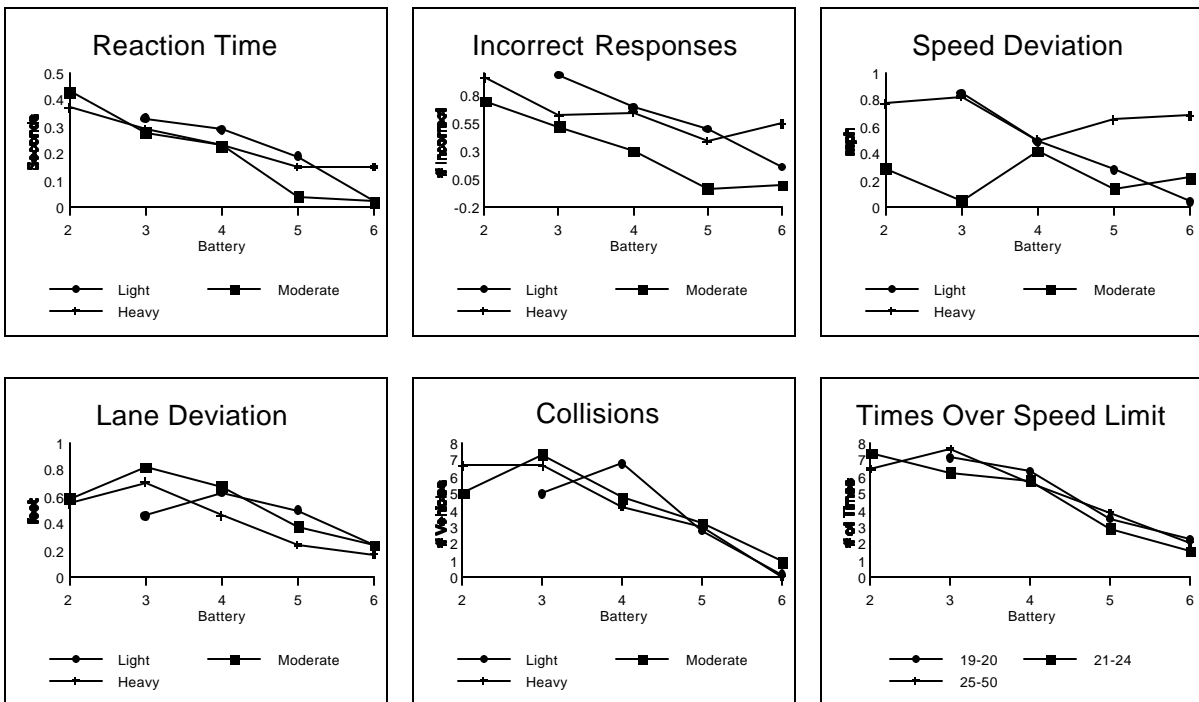 Reaction Time
Seconds
0.5
0.4
0.3
0.2
0.1
0
2 3 4 5 6
Battery
Light Moderate
Heavy
Incorrect Responses
# Incorrect
0.8
0.55
0.3
0.05
-0.2
2 3 4 5 6
Battery
Light Moderate
Heavy
Speed Deviation
mph
1
0.8
0.6
0.4
0.2
0
2 3 4 5 6
Battery
Light Moderate
Heavy
Lane Deviation
feet
1
0.8
0.6
0.4
0.2
0
2 3 4 5 6
Battery
Light Moderate
Heavy
Collisions
# Vehicles
8
7
6
5
4
3
2
1
0
2 3 4 5 6
Battery
Light Moderate
Heavy
Times Over Speed Limit
# of Times
8
7
6
5
4
3
2
1
0
2 3 4 5 6
Battery
19-20 21-24
25-50